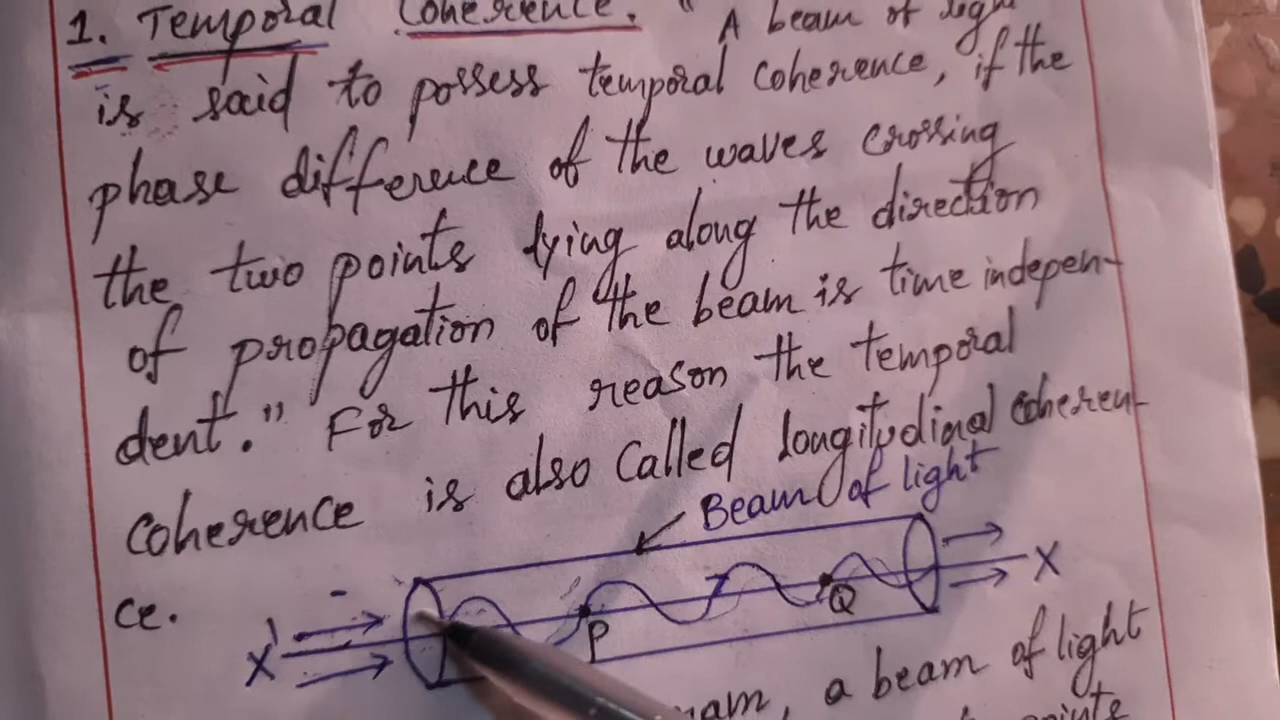 1. Temporal Coherence. " A beam of light
is said to possess temporal coherence, if the
phase difference of the waves crossing
the two points lying along the direction
of propagation of the beam is time indepen-
dent." For this reason the temporal
coherence is also called longitudinal coheren-
ce.
Beam of light
X'
P
Q
X
a beam of light